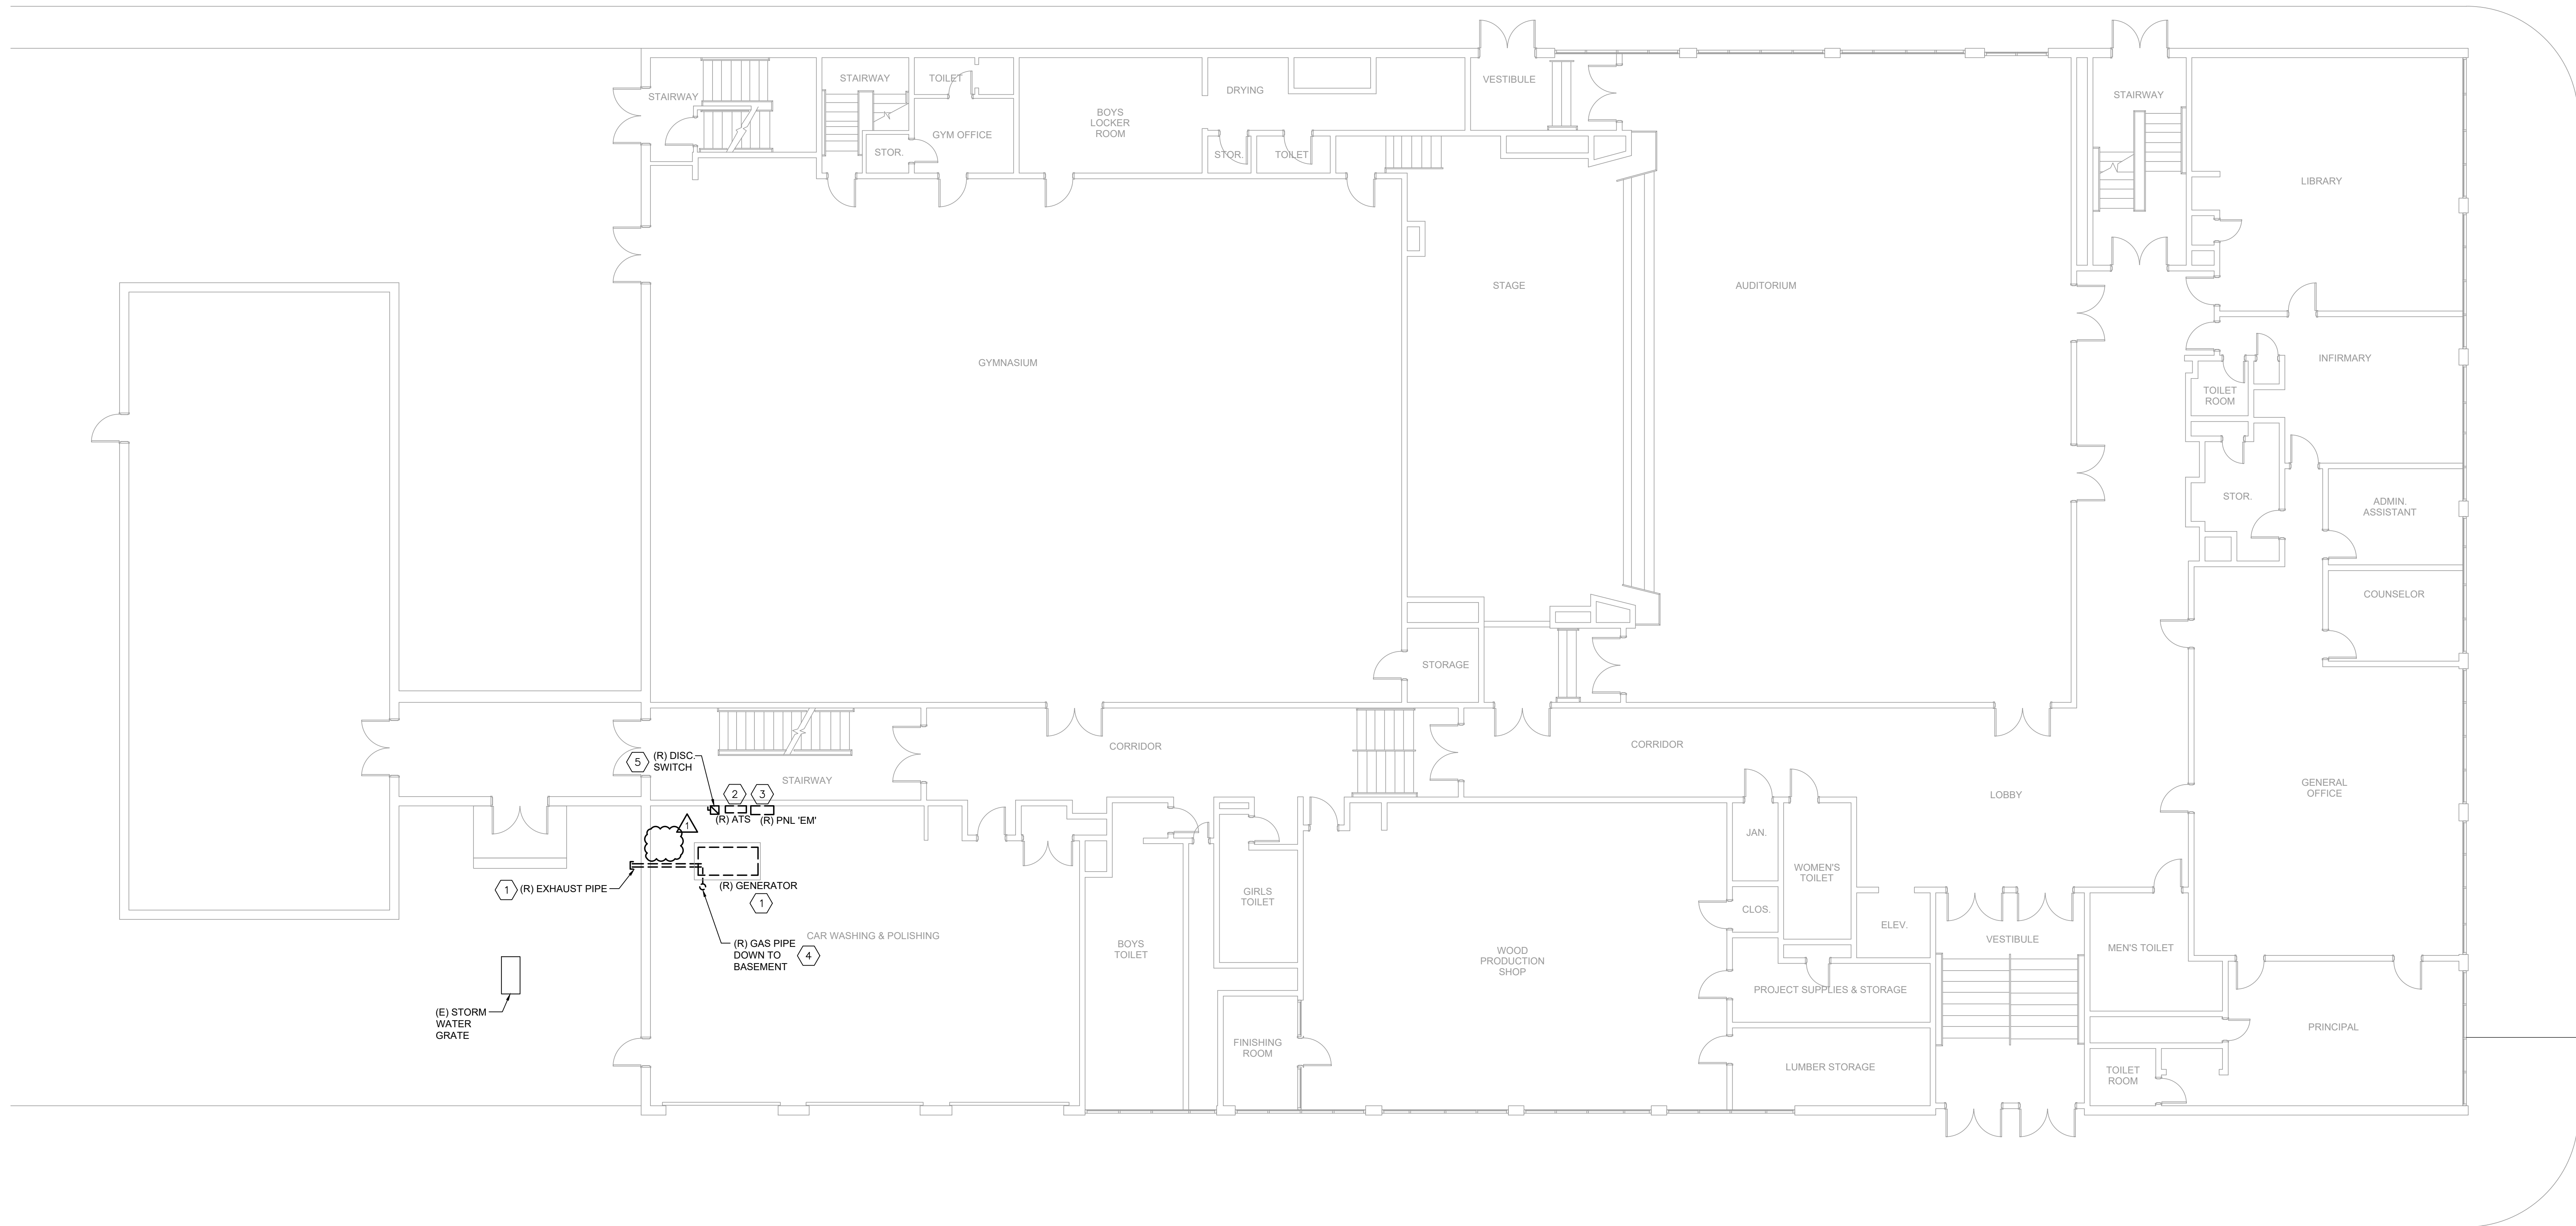 STAIRWAY
STAIRWAY
TOILET
GYM OFFICE
STOR.
BOYS
LOCKER
ROOM
DRYING
STOR.
TOILET
VESTIBULE
STAIRWAY
LIBRARY
GYMNASIUM
STAGE
AUDITORIUM
INFIRMARY
TOILET
ROOM
STOR.
ADMIN.
ASSISTANT
COUNSELOR
STORAGE
CORRIDOR
CORRIDOR
STAIRWAY
LOBBY
GENERAL
OFFICE
5
(R) DISC.
SWITCH
2
3
(R) ATS
(R) PNL 'EM'
1
1
(R) EXHAUST PIPE
(R) GENERATOR
1
(R) GAS PIPE
DOWN TO
BASEMENT
4
CAR WASHING & POLISHING
(E) STORM
WATER
GRATE
BOYS
TOILET
GIRLS
TOILET
FINISHING
ROOM
WOOD
PRODUCTION
SHOP
JAN.
CLOS.
WOMEN'S
TOILET
ELEV.
PROJECT SUPPLIES & STORAGE
LUMBER STORAGE
VESTIBULE
MEN'S TOILET
TOILET
ROOM
PRINCIPAL